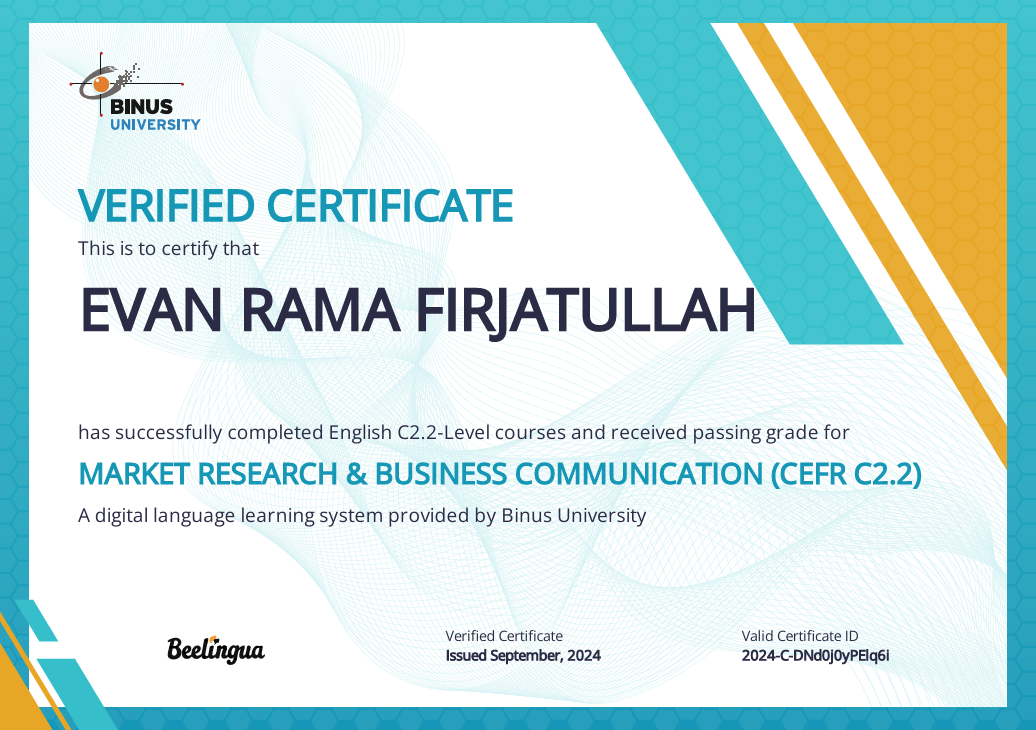 BINUS
UNIVERSITY
VERIFIED CERTIFICATE
This is to certify that
EVAN RAMA FIRJATULLAH
has successfully completed English C2.2-Level courses and received passing grade for
MARKET RESEARCH & BUSINESS COMMUNICATION (CEFR C2.2)
A digital language learning system provided by Binus University
Beelingua
Verified Certificate
Issued September, 2024
Valid Certificate ID
2024-C-DNd0j0yPElq6i